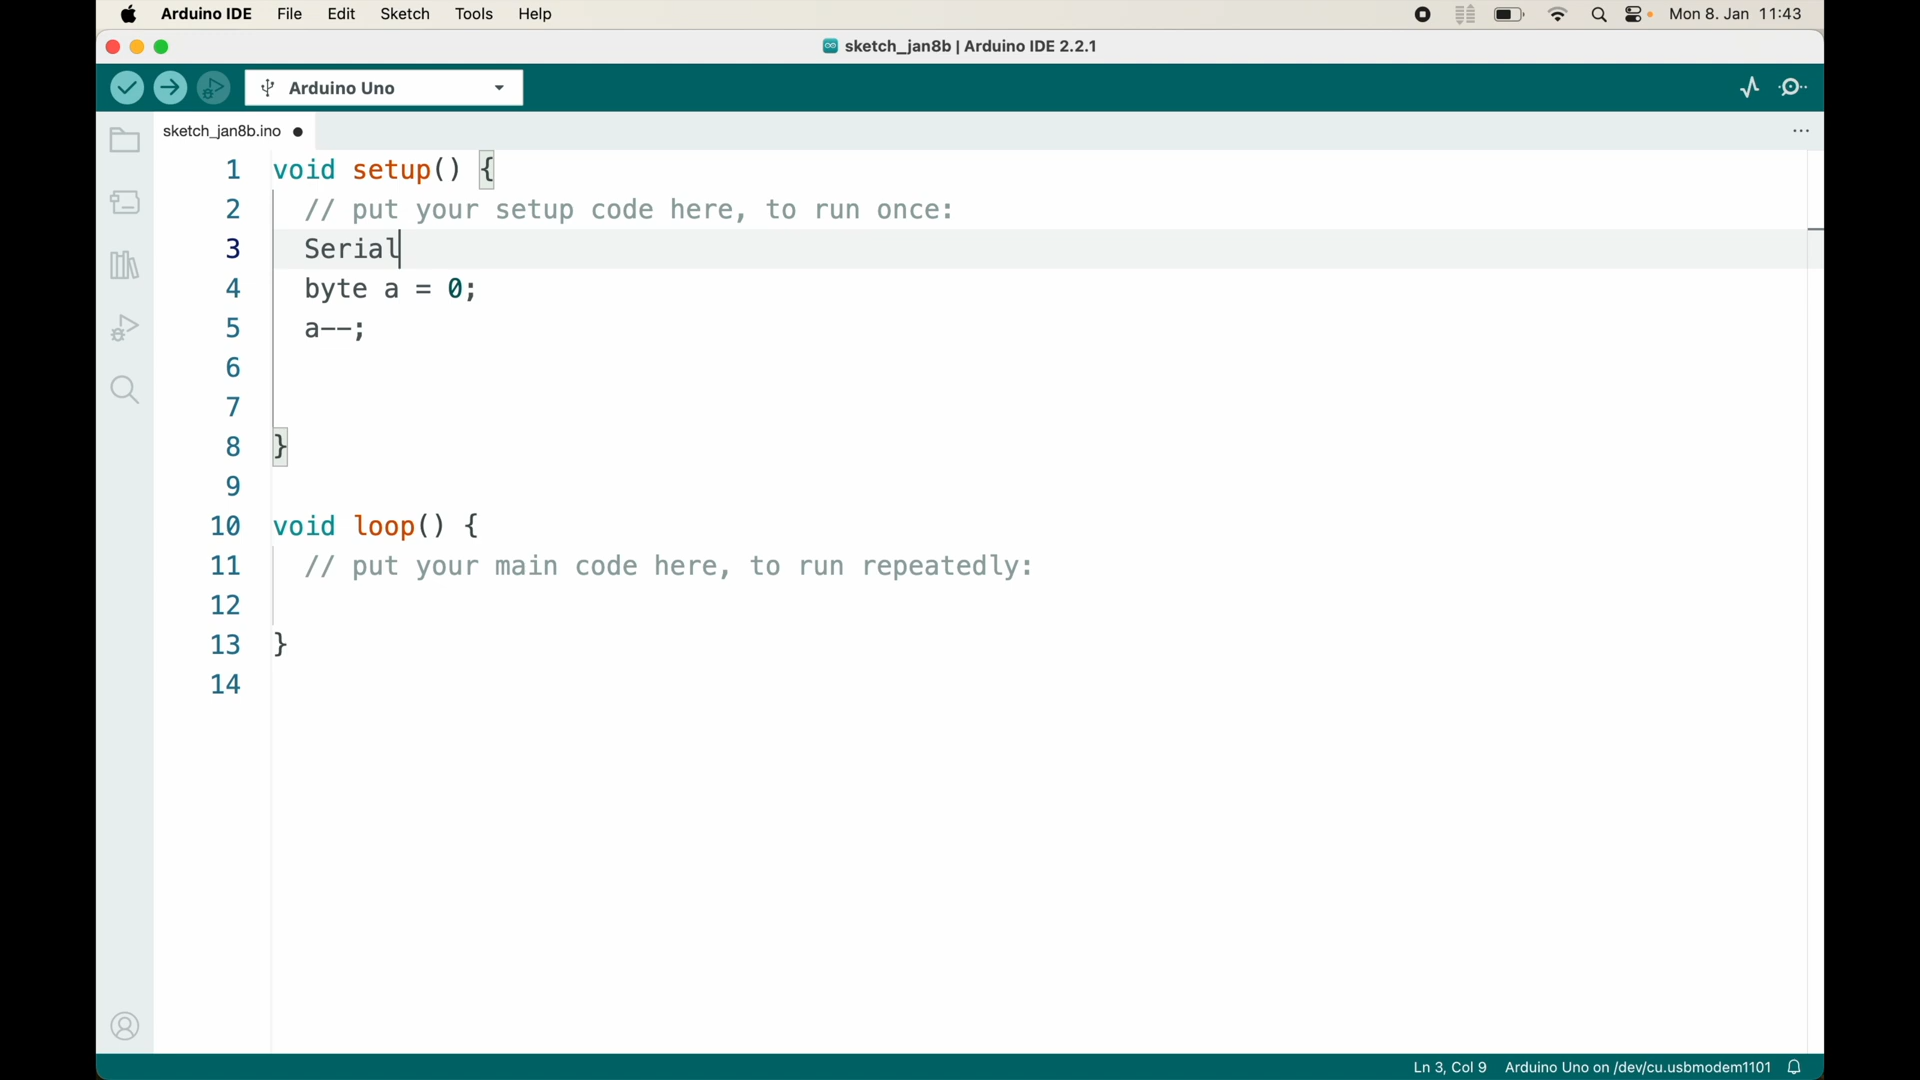 Arduino IDE File Edit Sketch Tools Help Mon 8. Jan 11:43
sketch_jan8b | Arduino IDE 2.2.1
Arduino Uno
sketch_jan8b.ino
1 void setup() {
2 // put your setup code here, to run once:
3 Serial
4 byte a = 0;
5 a--;
6
7
8 }
9
10 void loop() {
11 // put your main code here, to run repeatedly:
12
13 }
14
Ln 3, Col 9 Arduino Uno on /dev/cu.usbmodem1101